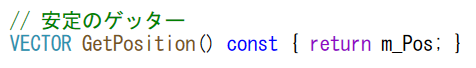 // 安定のゲッター
VECTOR GetPosition() const { return m_Pos; }